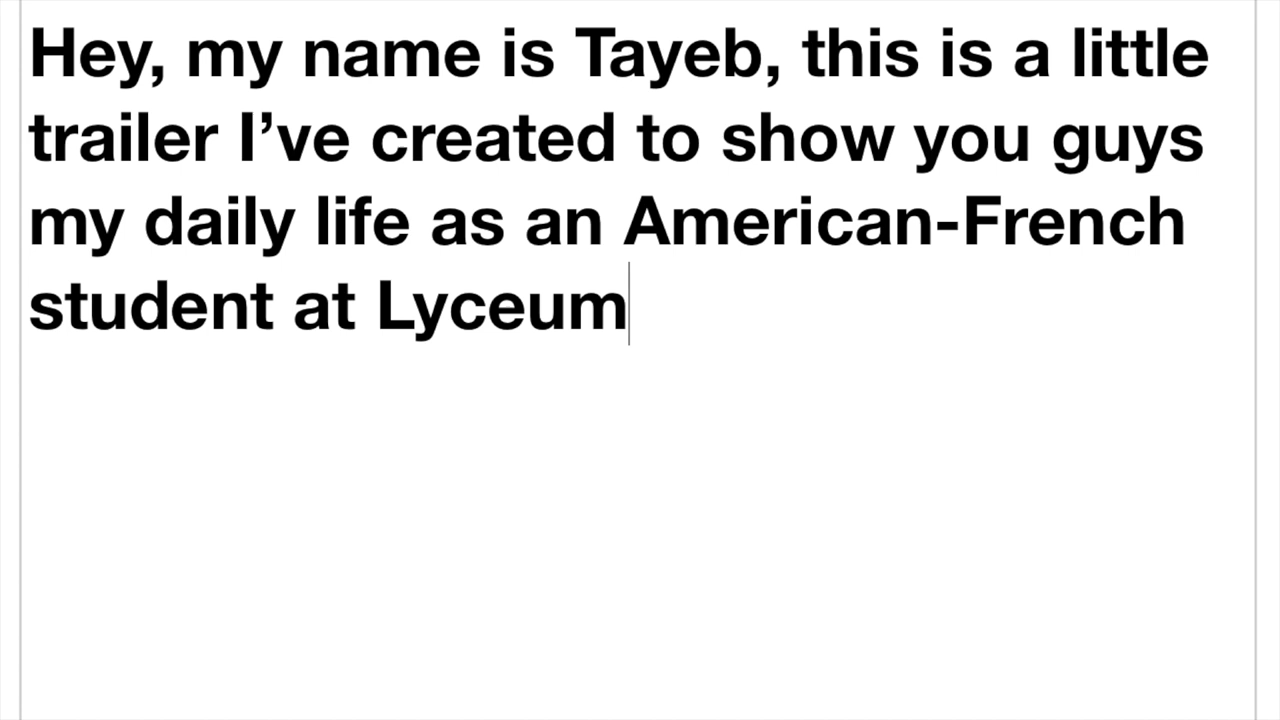 Hey, my name is Tayeb, this is a little
trailer I’ve created to show you guys
my daily life as an American-French
student at Lyceum